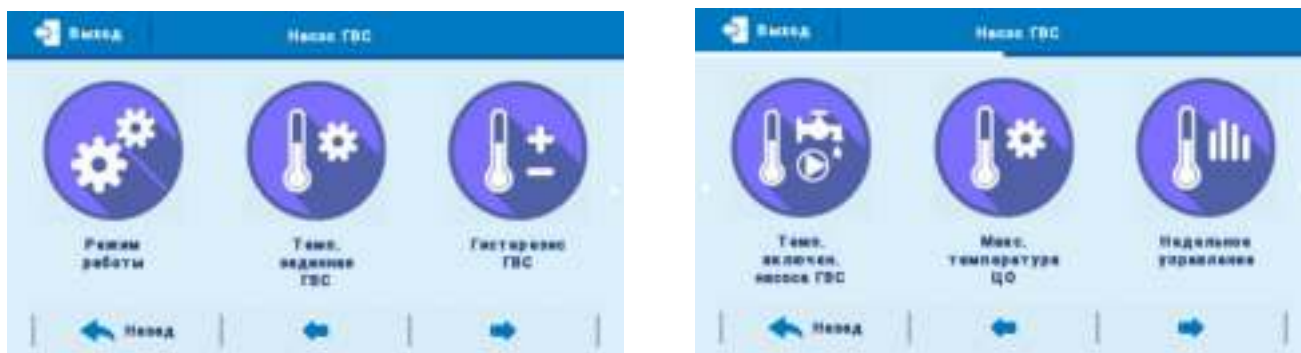 Выход Насос ГВС
Режим
работы
Темп.
заданная
ГВС
Гистерезис
ГВС
Назад
Выход Насос ГВС
Темп.
включен.
насоса ГВС
Макс.
температура
ЦО
Недельное
управление
Назад